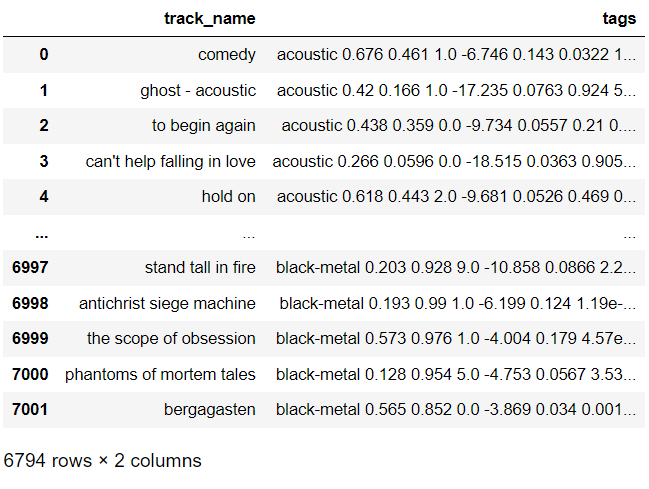 track_name tags
0 comedy acoustic 0.676 0.461 1.0 -6.746 0.143 0.0322 1...
1 ghost - acoustic acoustic 0.42 0.166 1.0 -17.235 0.0763 0.924 5...
2 to begin again acoustic 0.438 0.359 0.0 -9.734 0.0557 0.21 0....
3 can't help falling in love acoustic 0.266 0.0596 0.0 -18.515 0.0363 0.905...
4 hold on acoustic 0.618 0.443 2.0 -9.681 0.0526 0.469 0...
... ... ...
6997 stand tall in fire black-metal 0.203 0.928 9.0 -10.858 0.0866 2.2...
6998 antichrist siege machine black-metal 0.193 0.99 1.0 -6.199 0.124 1.19e-...
6999 the scope of obsession black-metal 0.573 0.976 1.0 -4.004 0.179 4.57e...
7000 phantoms of mortem tales black-metal 0.128 0.954 5.0 -4.753 0.0567 3.53...
7001 bergagasten black-metal 0.565 0.852 0.0 -3.869 0.034 0.001...
6794 rows × 2 columns